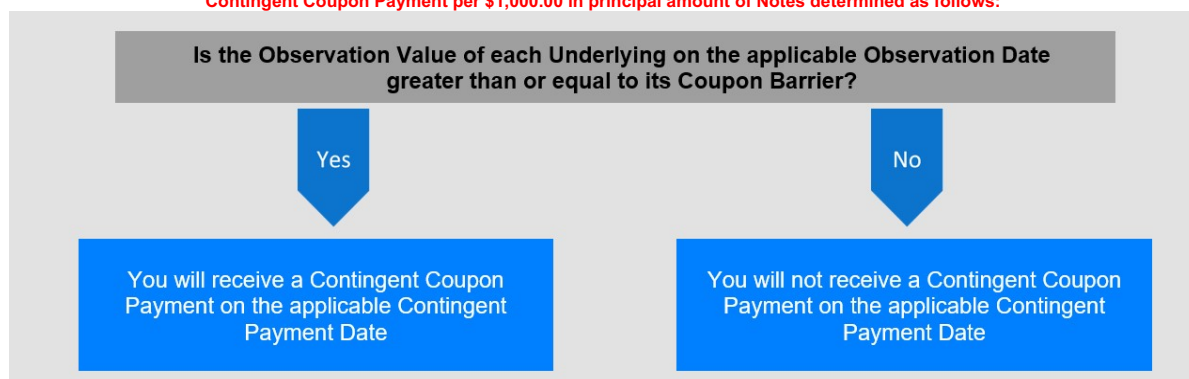 Contingent Coupon Payment per $1,000.00 in principal amount of Notes determined as follows:
Is the Observation Value of each Underlying on the applicable Observation Date
greater than or equal to its Coupon Barrier?
Yes
No
You will receive a Contingent Coupon
Payment on the applicable Contingent
Payment Date
You will not receive a Contingent Coupon
Payment on the applicable Contingent
Payment Date